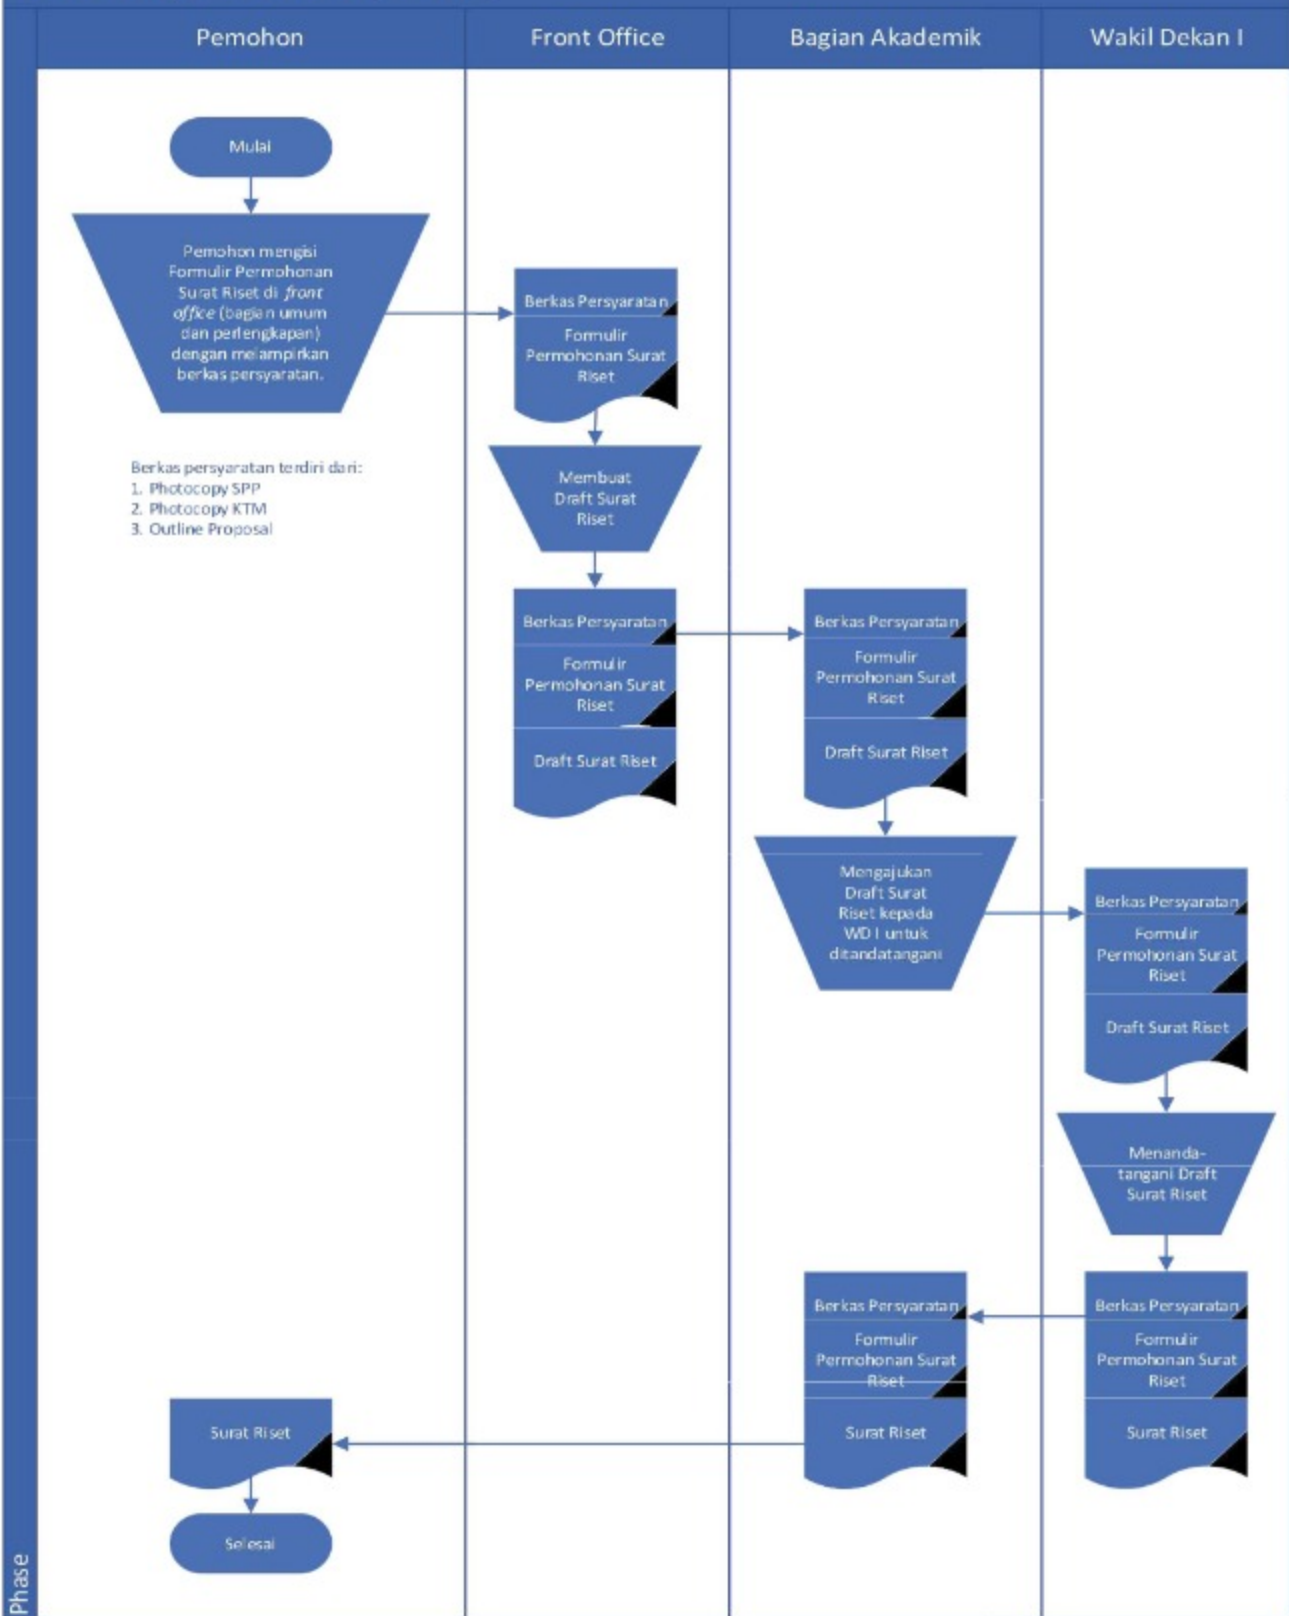 Pemohon
Front Office
Bagian Akademik
Wakil Dekan I
Mulai
Pemohon mengisi
Formulir Permohonan
Surat Riset di front
office (bagian umum
dan perlengkapan)
dengan melampirkan
berkas persyaratan.
Berkas persyaratan terdiri dari:
1. Photocopy SPP
2. Photocopy KTM
3. Outline Proposal
Berkas Persyaratan
Formulir
Permohonan Surat
Riset
Membuat
Draft Surat
Riset
Berkas Persyaratan
Formulir
Permohonan Surat
Riset
Draft Surat Riset
Berkas Persyaratan
Formulir
Permohonan Surat
Riset
Draft Surat Riset
Mengajukan
Draft Surat
Riset kepada
WD I untuk
ditandatangani
Berkas Persyaratan
Formulir
Permohonan Surat
Riset
Draft Surat Riset
Menanda-
tangani Draft
Surat Riset
Berkas Persyaratan
Formulir
Permohonan Surat
Riset
Surat Riset
Berkas Persyaratan
Formulir
Permohonan Surat
Riset
Surat Riset
Surat Riset
Selesai
Phase